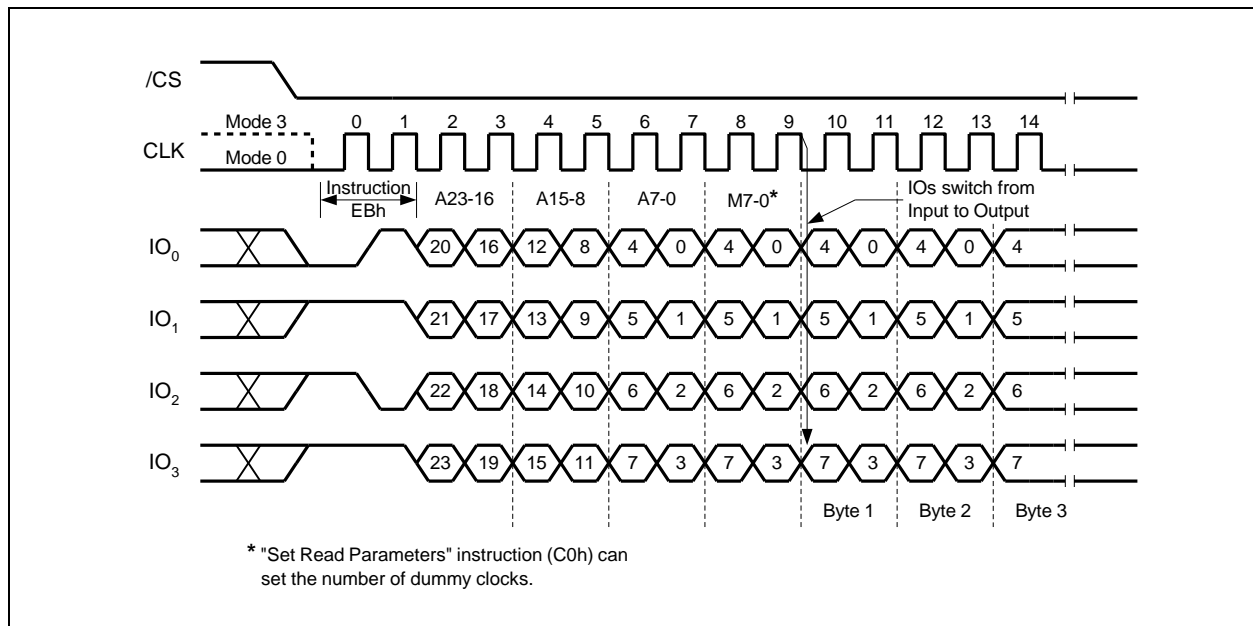 /CS
Mode 3 0 1 2 3 4 5 6 7 8 9 10 11 12 13 14
CLK Mode 0
Instruction EBh A23-16 A15-8 A7-0 M7-0* IOs switch from
Input to Output
IO0 20 16 12 8 4 0 4 0 4 0 4 0 4
IO1 21 17 13 9 5 1 5 1 5 1 5 1 5
IO2 22 18 14 10 6 2 6 2 6 2 6 2 6
IO3 23 19 15 11 7 3 7 3 7 3 7 3 7
Byte 1 Byte 2 Byte 3
* "Set Read Parameters" instruction (C0h) can
set the number of dummy clocks.